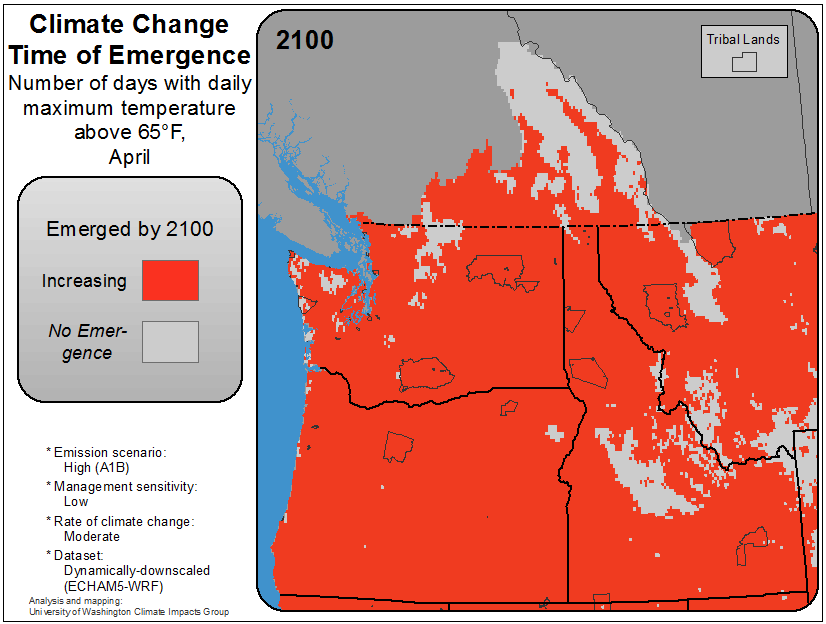 Climate Change
Time of Emergence
Number of days with daily
maximum temperature
above 65°F,
April
2100
Tribal Lands
Emerged by 2100
Increasing
No Emer-
gence
* Emission scenario:
High (A1B)
* Management sensitivity:
Low
* Rate of climate change:
Moderate
* Dataset:
Dynamically-downscaled
(ECHAM5-WRF)
Analysis and mapping:
University of Washington Climate Impacts Group